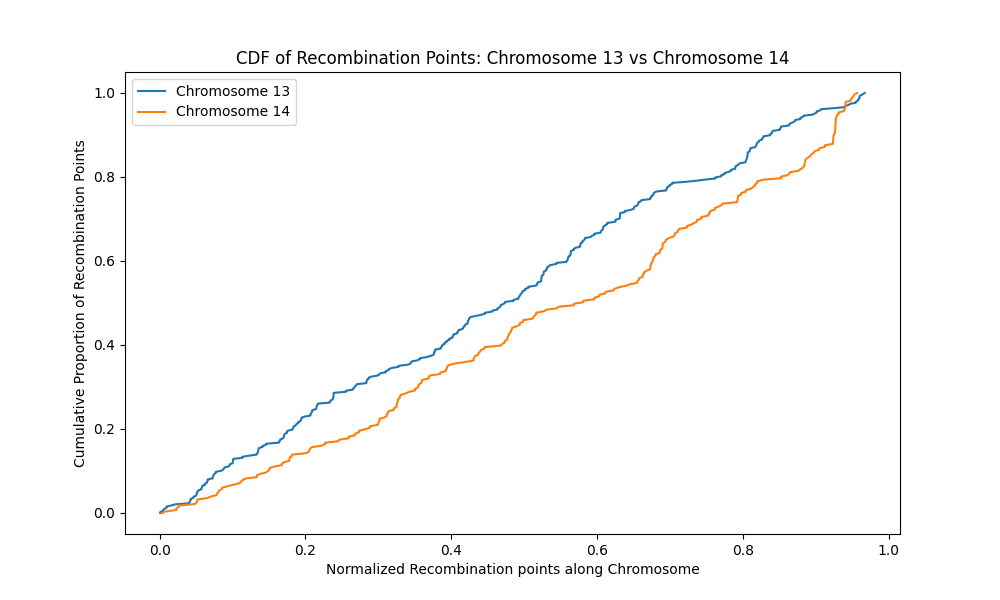 CDF of Recombination Points: Chromosome 13 vs Chromosome 14
Chromosome 13
Chromosome 14
Cumulative Proportion of Recombination Points
1.0
0.8
0.6
0.4
0.2
0.0
0.0 0.2 0.4 0.6 0.8 1.0
Normalized Recombination points along Chromosome